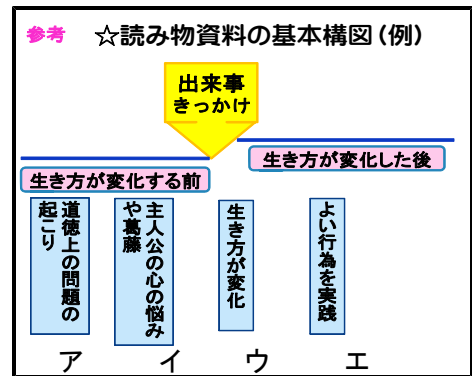 参考 ☆読み物資料の基本構図(例)
出来事
きっかけ
生き方が変化する前
生き方が変化した後
道徳上の問題の
起こり
主人公の心の悩み
や葛藤
生き方が変化
よい行為を実践
ア イ ウ エ